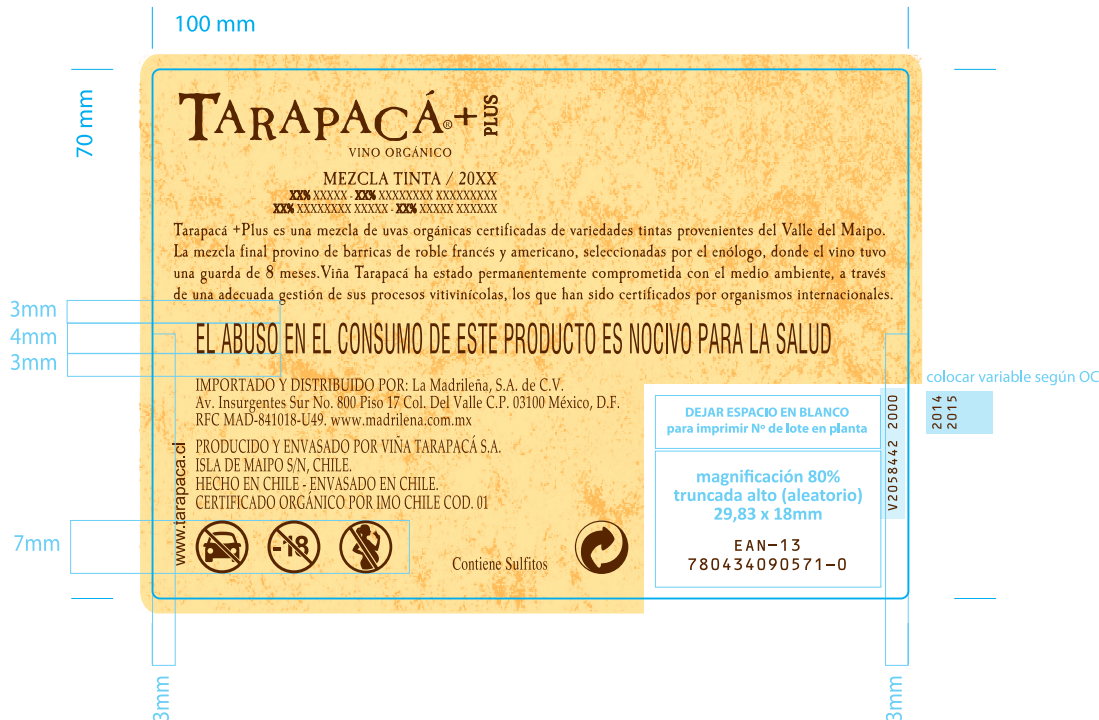 100 mm
70 mm
TARAPACÁ®+ PLUS
VINO ORGÁNICO
MEZCLA TINTA / 20XX
XX% XXXXX - XX% XXXXXXXX XXXXXXXXX
XX% XXXXXXXX XXXXX - XX% XXXXX XXXXXX
Tarapacá +Plus es una mezcla de uvas orgánicas certificadas de variedades tintas provenientes del Valle del Maipo.
La mezcla final provino de barricas de roble francés y americano, seleccionadas por el enólogo, donde el vino tuvo
una guarda de 8 meses.Viña Tarapacá ha estado permanentemente comprometida con el medio ambiente, a través
de una adecuada gestión de sus procesos vitivinícolas, los que han sido certificados por organismos internacionales.
3mm
4mm
3mm
EL ABUSO EN EL CONSUMO DE ESTE PRODUCTO ES NOCIVO PARA LA SALUD
IMPORTADO Y DISTRIBUIDO POR: La Madrileña, S.A. de C.V.
Av. Insurgentes Sur No. 800 Piso 17 Col. Del Valle C.P. 03100 México, D.F.
RFC MAD-841018-U49. www.madrilena.com.mx
PRODUCIDO Y ENVASADO POR VIÑA TARAPACÁ S.A.
ISLA DE MAIPO S/N, CHILE.
HECHO EN CHILE - ENVASADO EN CHILE.
CERTIFICADO ORGÁNICO POR IMO CHILE COD. 01
www.tarapaca.cl
7mm
-18
Contiene Sulfitos
DEJAR ESPACIO EN BLANCO
para imprimir Nº de lote en planta
magnificación 80%
truncada alto (aleatorio)
29,83 x 18mm
EAN-13
780434090571-0
V2058442 2000
colocar variable según OC
2014
2015
3mm
3mm